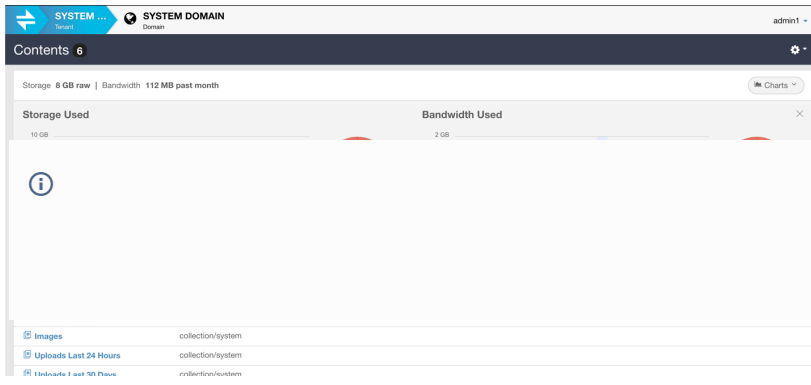 SYSTEM ...
Tenant
SYSTEM DOMAIN
Domain
admin1
Contents 6
Storage 8 GB raw | Bandwidth 112 MB past month
Charts
Storage Used
Bandwidth Used
10 GB
2 GB
Images collection/system
Uploads Last 24 Hours collection/system
Uploads Last 30 Days collection/system